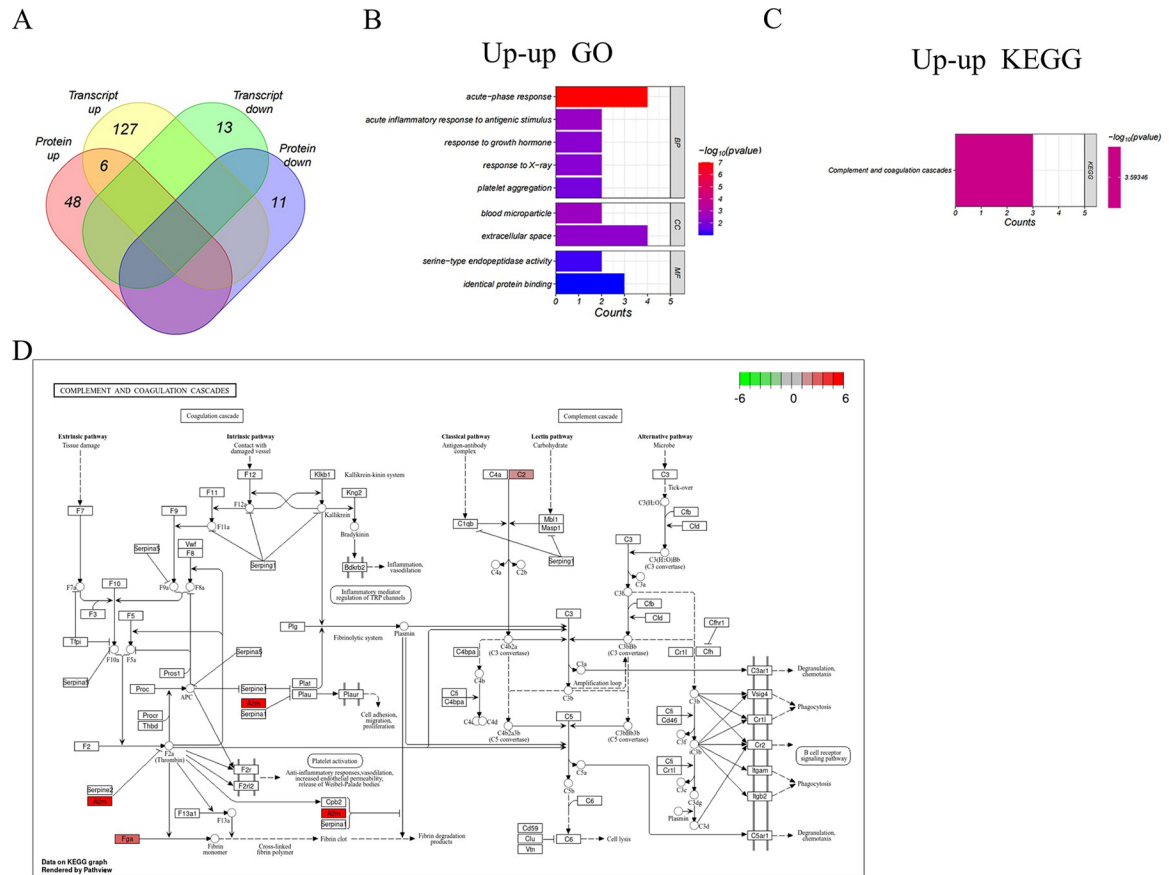 A
B
C
Up-up GO
Up-up KEGG
Transcript
up
Transcript
down
Protein
up
Protein
down
127
13
6
48
11
acute−phase response
acute inflammatory response to antigenic stimulus
response to growth hormone
response to X−ray
platelet aggregation
blood microparticle
extracellular space
serine−type endopeptidase activity
identical protein binding
BP
CC
MF
0 1 2 3 4 5
Counts
−log10(pvalue)
7
6
5
4
3
2
Complement and coagulation cascades
KEGG
0 1 2 3 4 5
Counts
−log10(pvalue)
3.59346
D
COMPLEMENT AND COAGULATION CASCADES
-6 0 6
Coagulation cascade
Complement cascade
Extrinsic pathway
Tissue damage
Intrinsic pathway
Contact with
damaged vessel
Classical pathway
Antigen-antibody
complex
Lectin pathway
Carbohydrate
Alternative pathway
Microbe
F12
Klkb1
Kallikrein-kinin system
C4a
C2
C3
Tick-over
F11
Kng2
F12a
Kallikrein
C3(H2O)
F7
F9
F11a
Bradykinin
C1qb
Mbl1
Masp1
Cfb
Cfd
Vwf
F8
Serpina5
Serping1
Bdkrb2
Inflammation,
vasodilation
Serping1
C3
C3(H2O)Bb
(C3 convertase)
C4a
C2b
C3a
F7a
F10
F9a
F8a
Inflammatory mediator
regulation of TRP channels
C3b
F3
F5
Plg
Plasmin
Fibrinolytic system
C3
Cfb
Cfd
Cfhr1
Tfpi
F10a
F5a
Serpina5
C4bpa
C4b2a
(C3 convertase)
C3bBb
(C3 convertase)
Cr1l
Cfh
Serpina5
Pros1
C4b
C3a
C3ar1
Degranulation,
chemotaxis
Proc
APC
Serpine1
A2m
Serpina1
Plat
Plau
Plaur
Amplification loop
C3b
Cfi
C4bpa
C3b
Vsig4
Phagocytosis
Procr
Thbd
Cell adhesion,
migration,
proliferation
C4c
C4d
C4b2a3b
(C5 convertase)
C5
C3bBb3b
(C5 convertase)
Cfi
Cd46
Cr1l
C3f
F2
F2a
(Thrombin)
Platelet activation
iC3b
Cr2
B cell receptor
signaling pathway
F2r
F2rl2
Anti-inflammatory responses,vasodilation,
increased endothelial permeability,
release of Weibel-Palade bodies
C5a
Cfi
Cr1l
Itgam
Phagocytosis
Serpine2
A2m
C5b
C3c
C3dg
Itgb2
F13a1
F13a
Cpb2
A2m
Serpina1
C6
Plasmin
C3d
Fga
Fibrin
monomer
Cross-linked
fibrin polymer
Fibrin clot
Fibrin degradation
products
Cd59
Clu
Vtn
C6
Cell lysis
C5ar1
Degranulation,
chemotaxis
Data on KEGG graph
Rendered by Pathview